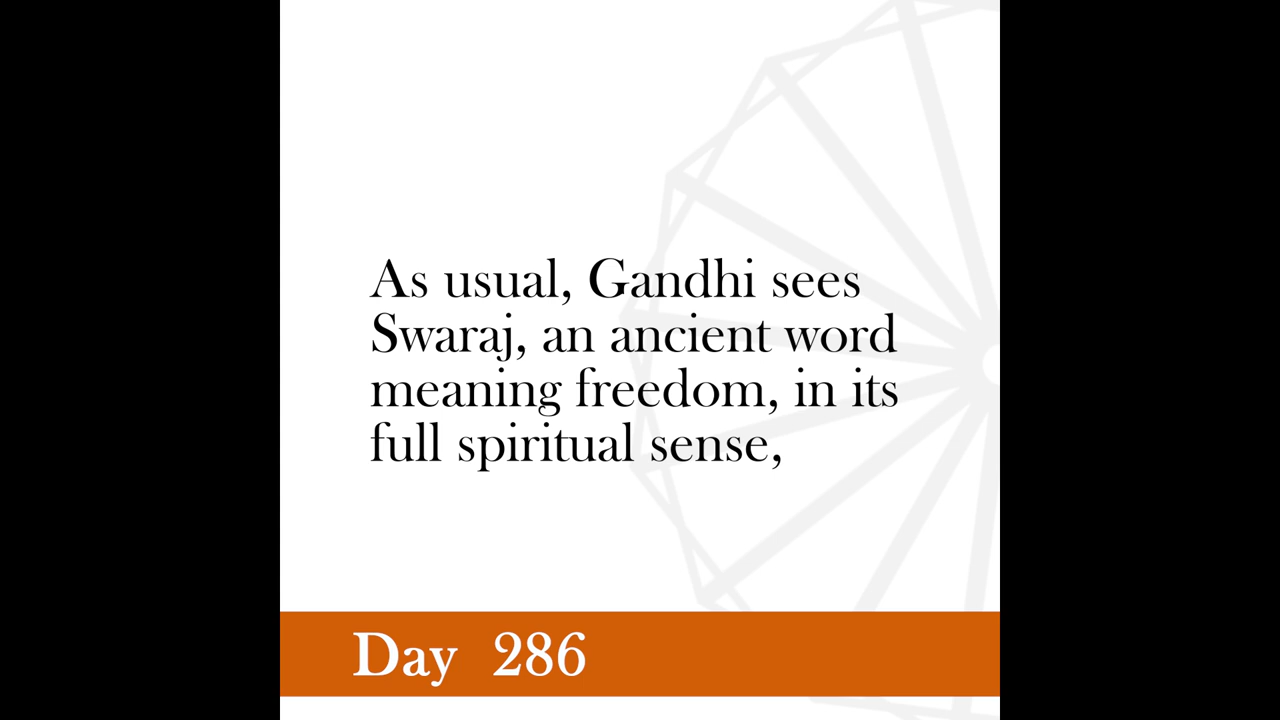 As usual, Gandhi sees
Swaraj, an ancient word
meaning freedom, in its
full spiritual sense,
Day 286